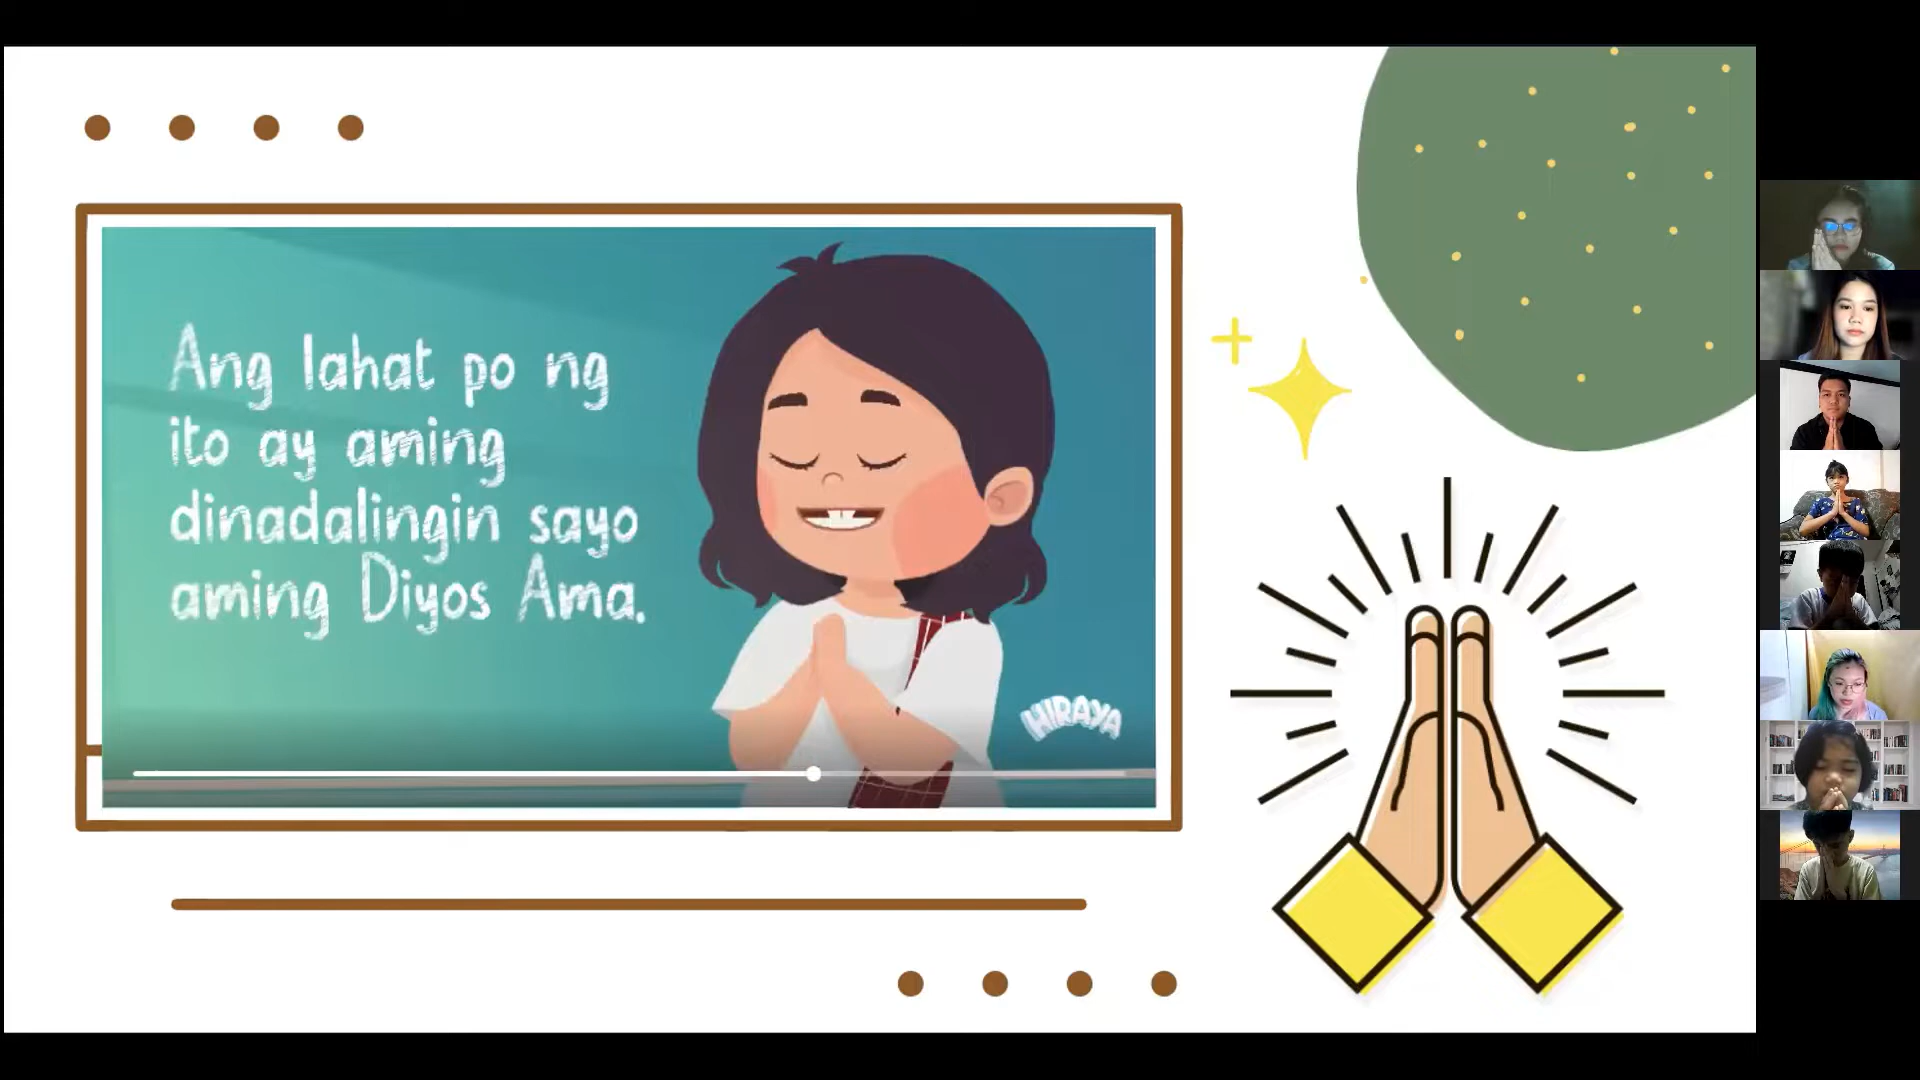 Ang lahat po ng
ito ay aming
dinadalingin sayo
aming Diyos Ama.
HIRAYA